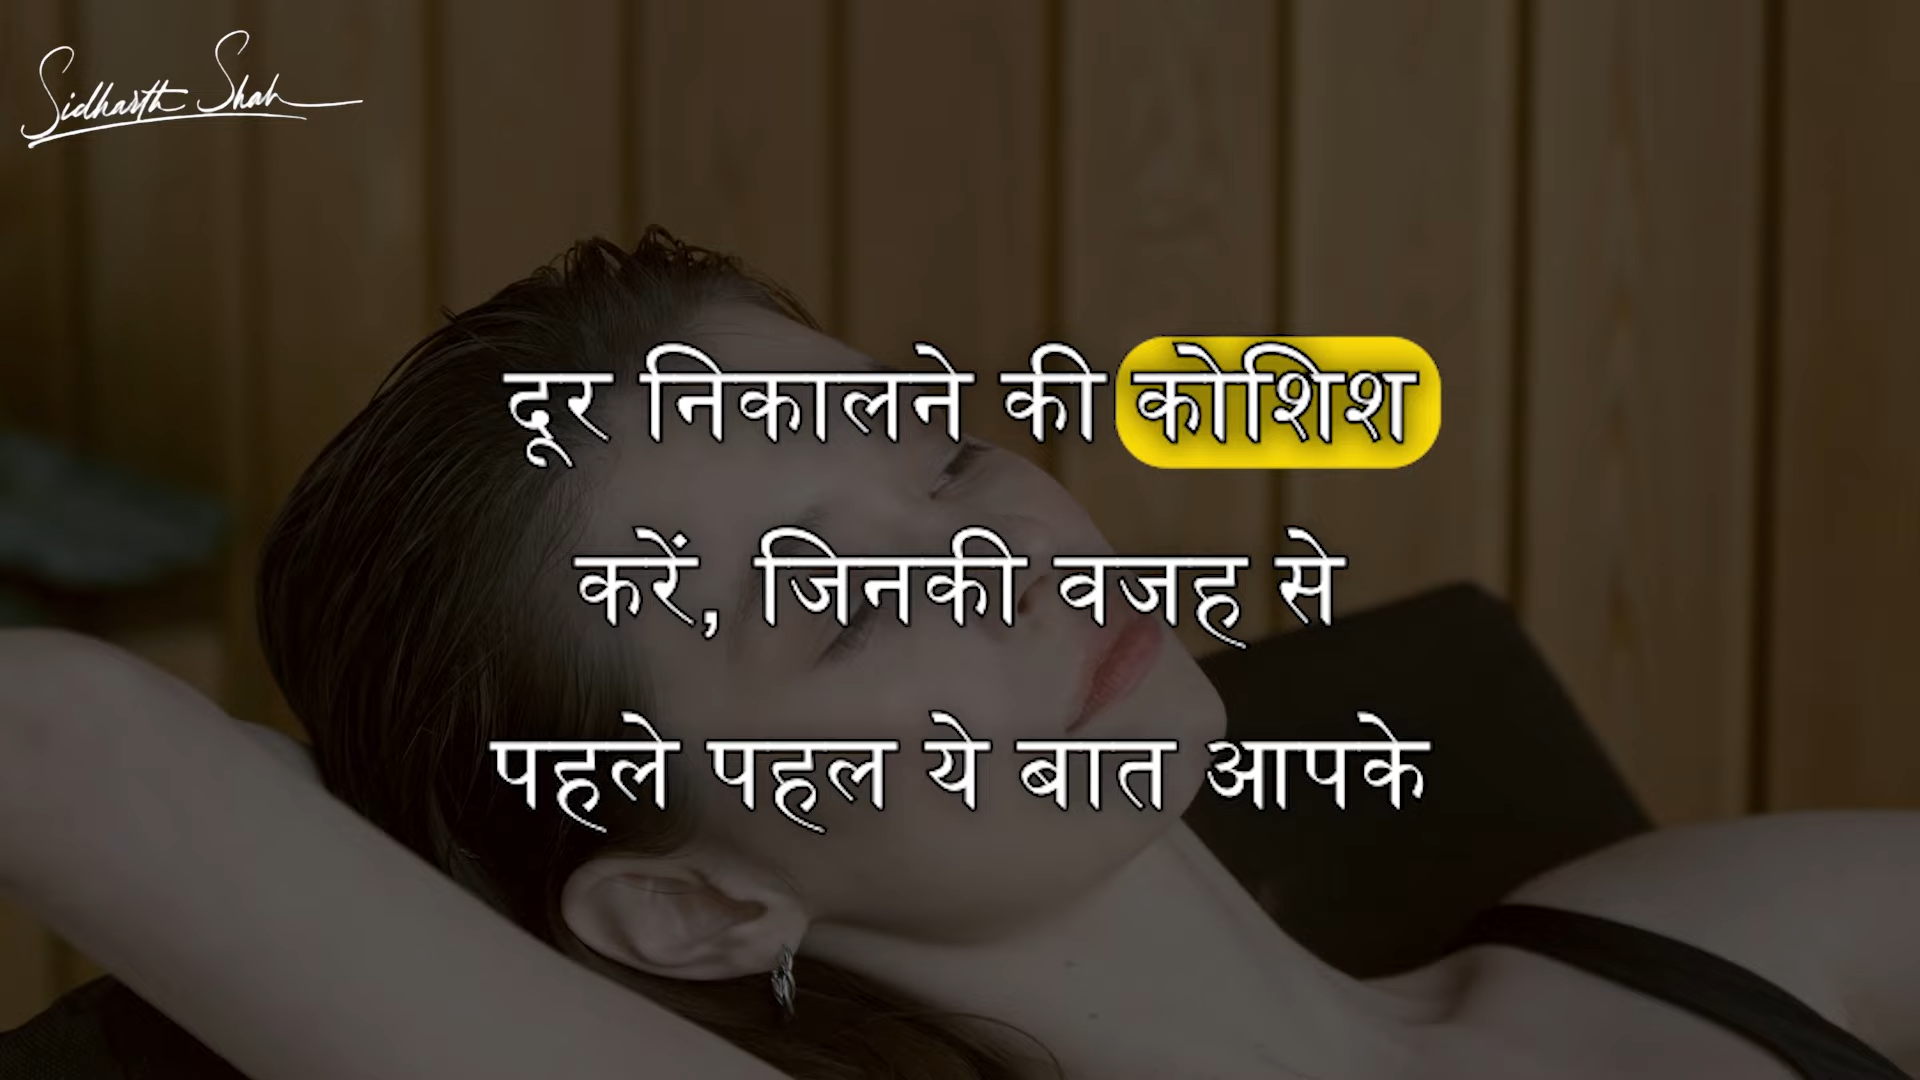 Sidharth Shah
दूर निकालने की कोशिश
करें, जिनकी वजह से
पहले पहल ये बात आपके